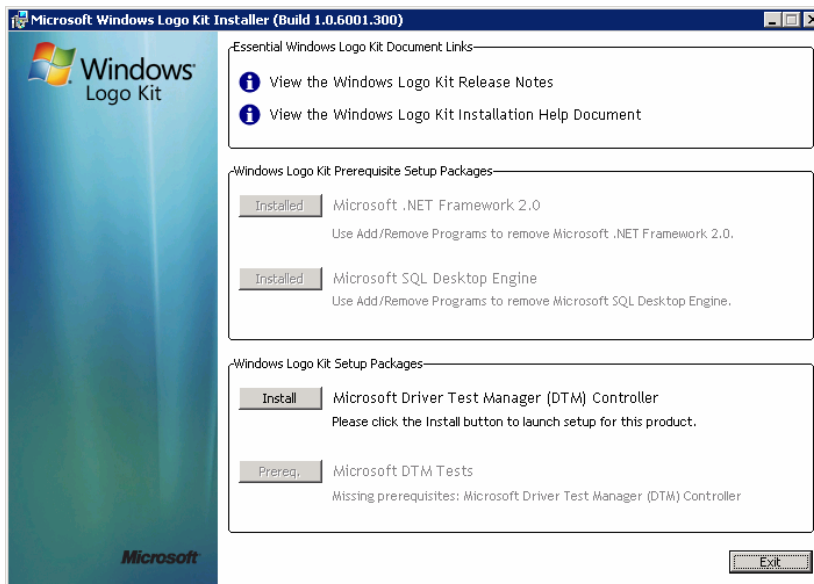 Microsoft Windows Logo Kit Installer (Build 1.0.6001.300)
Windows
Logo Kit
Essential Windows Logo Kit Document Links
View the Windows Logo Kit Release Notes
View the Windows Logo Kit Installation Help Document
Windows Logo Kit Prerequisite Setup Packages
Installed Microsoft .NET Framework 2.0
Use Add/Remove Programs to remove Microsoft .NET Framework 2.0.
Installed Microsoft SQL Desktop Engine
Use Add/Remove Programs to remove Microsoft SQL Desktop Engine.
Windows Logo Kit Setup Packages
Install Microsoft Driver Test Manager (DTM) Controller
Please click the Install button to launch setup for this product.
Prereq. Microsoft DTM Tests
Missing prerequisites: Microsoft Driver Test Manager (DTM) Controller
Microsoft
Exit